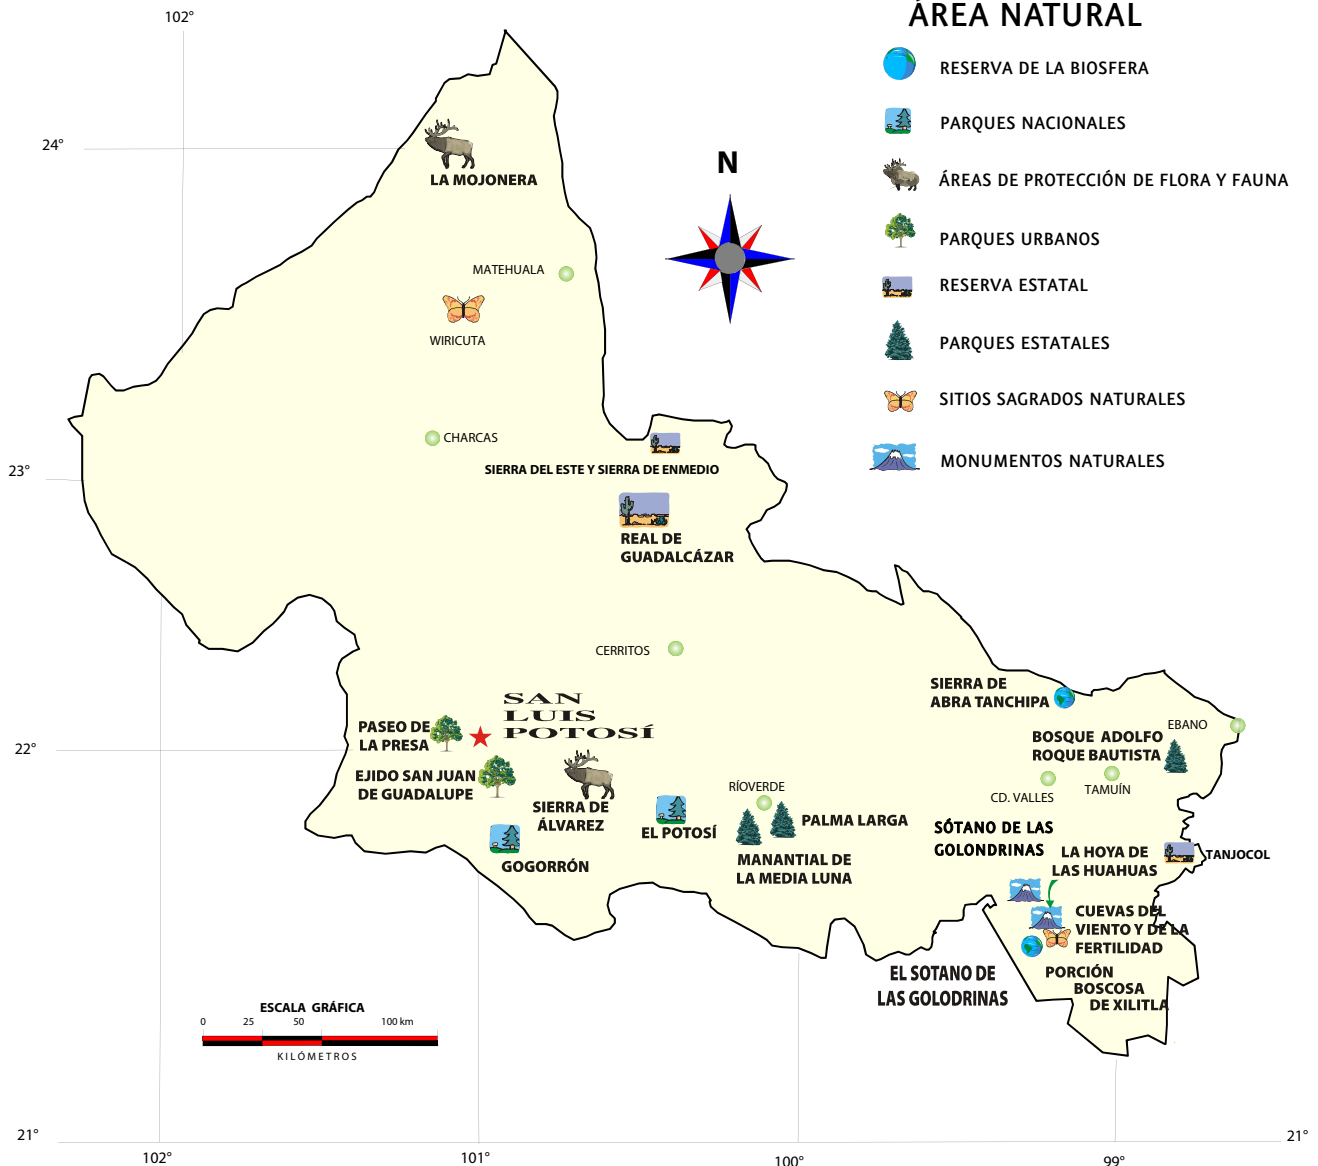 102°
ÁREA NATURAL
RESERVA DE LA BIOSFERA
PARQUES NACIONALES
ÁREAS DE PROTECCIÓN DE FLORA Y FAUNA
PARQUES URBANOS
RESERVA ESTATAL
PARQUES ESTATALES
SITIOS SAGRADOS NATURALES
MONUMENTOS NATURALES
24°
N
LA MOJONERA
MATEHUALA
WIRICUTA
CHARCAS
23°
SIERRA DEL ESTE Y SIERRA DE ENMEDIO
REAL DE
GUADALCÁZAR
CERRITOS
SIERRA DE
ABRA TANCHIPA
SAN
LUIS
POTOSÍ
PASEO DE
LA PRESA
EBANO
BOSQUE ADOLFO
ROQUE BAUTISTA
22°
EJIDO SAN JUAN
DE GUADALUPE
SIERRA DE
ÁLVAREZ
RÍOVERDE
CD. VALLES
TAMUÍN
EL POTOSÍ
PALMA LARGA
SÓTANO DE LAS
GOLONDRINAS
GOGORRÓN
MANANTIAL DE
LA MEDIA LUNA
LA HOYA DE
LAS HUAHUAS
TANJOCOL
CUEVAS DEL
VIENTO Y DE LA
FERTILIDAD
EL SOTANO DE
LAS GOLODRINAS
PORCIÓN
BOSCOSA
DE XILITLA
ESCALA GRÁFICA
0 25 50 100 km
KILÓMETROS
21°
21°
102°
101°
100°
99°